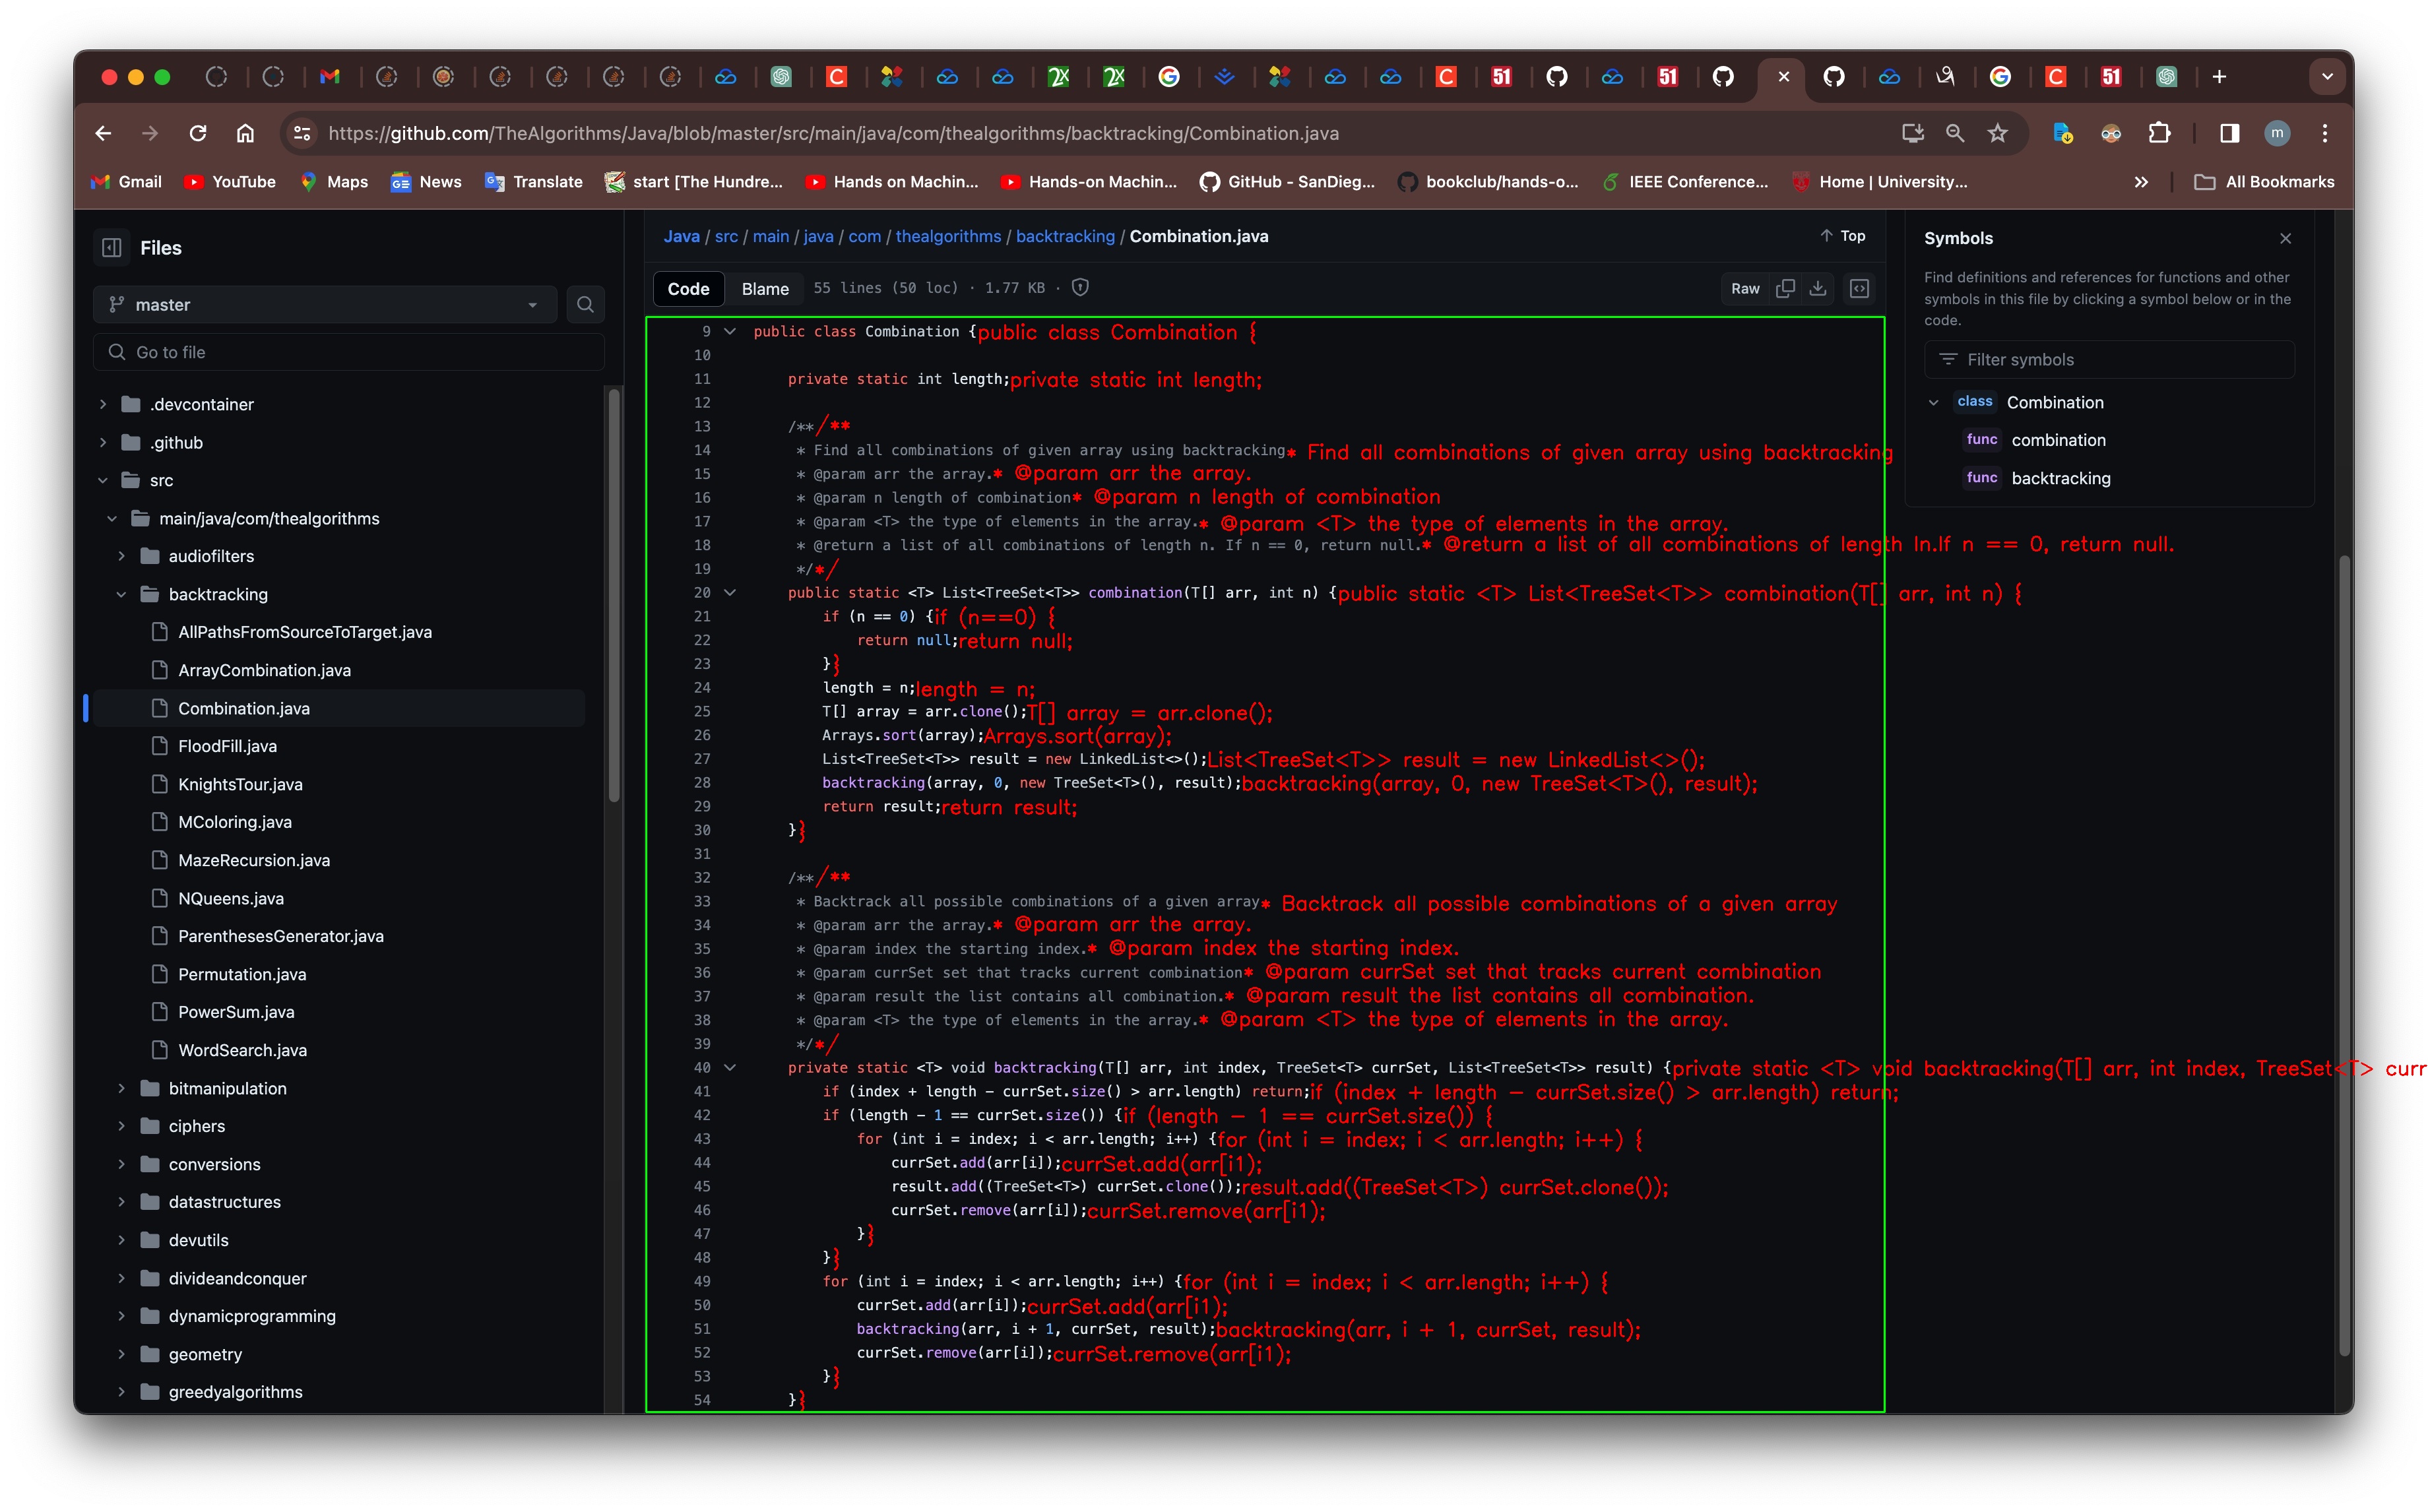 https://github.com/TheAlgorithms/Java/blob/master/src/main/java/com/thealgorithms/backtracking/Combination.java
m
Gmail YouTube Maps News Translate start [The Hundre... Hands on Machin... Hands-on Machin... GitHub - SanDieg... bookclub/hands-o... IEEE Conference... Home | University... » All Bookmarks
Files
master
Go to file
.devcontainer
.github
src
main/java/com/thealgorithms
audiofilters
backtracking
AllPathsFromSourceToTarget.java
ArrayCombination.java
Combination.java
FloodFill.java
KnightsTour.java
MColoring.java
MazeRecursion.java
NQueens.java
ParenthesesGenerator.java
Permutation.java
PowerSum.java
WordSearch.java
bitmanipulation
ciphers
conversions
datastructures
devutils
divideandconquer
dynamicprogramming
geometry
greedyalgorithms
Java / src / main / java / com / thealgorithms / backtracking / Combination.java
Top
Code Blame 55 lines (50 loc) · 1.77 KB ·
Raw
9 public class Combination {public class Combination {
10
11 private static int length;private static int length;
12
13 /**/**
14 * Find all combinations of given array using backtracking* Find all combinations of given array using backtracking
15 * @param arr the array.* @param arr the array.
16 * @param n length of combination* @param n length of combination
17 * @param <T> the type of elements in the array.* @param <T> the type of elements in the array.
18 * @return a list of all combinations of length n. If n == 0, return null.* @return a list of all combinations of length ln.If n == 0, return null.
19 */*/
20 public static <T> List<TreeSet<T>> combination(T[] arr, int n) {public static <T> List<TreeSet<T>> combination(T[] arr, int n) {
21 if (n == 0) {if (n==0) {
22 return null;return null;
23 }}
24 length = n;length = n;
25 T[] array = arr.clone();T[] array = arr.clone();
26 Arrays.sort(array);Arrays.sort(array);
27 List<TreeSet<T>> result = new LinkedList<>();List<TreeSet<T>> result = new LinkedList<>();
28 backtracking(array, 0, new TreeSet<T>(), result);backtracking(array, 0, new TreeSet<T>(), result);
29 return result;return result;
30 }}
31
32 /**/**
33 * Backtrack all possible combinations of a given array* Backtrack all possible combinations of a given array
34 * @param arr the array.* @param arr the array.
35 * @param index the starting index.* @param index the starting index.
36 * @param currSet set that tracks current combination* @param currSet set that tracks current combination
37 * @param result the list contains all combination.* @param result the list contains all combination.
38 * @param <T> the type of elements in the array.* @param <T> the type of elements in the array.
39 */*/
40 private static <T> void backtracking(T[] arr, int index, TreeSet<T> currSet, List<TreeSet<T>> result) {private static <T> void backtracking(T[] arr, int index, TreeSet<T> curr
41 if (index + length - currSet.size() > arr.length) return;if (index + length - currSet.size() > arr.length) return;
42 if (length - 1 == currSet.size()) {if (length - 1 == currSet.size()) {
43 for (int i = index; i < arr.length; i++) {for (int i = index; i < arr.length; i++) {
44 currSet.add(arr[i]);currSet.add(arr[i1);
45 result.add((TreeSet<T>) currSet.clone());result.add((TreeSet<T>) currSet.clone());
46 currSet.remove(arr[i]);currSet.remove(arr[i1);
47 }}
48 }}
49 for (int i = index; i < arr.length; i++) {for (int i = index; i < arr.length; i++) {
50 currSet.add(arr[i]);currSet.add(arr[i1);
51 backtracking(arr, i + 1, currSet, result);backtracking(arr, i + 1, currSet, result);
52 currSet.remove(arr[i]);currSet.remove(arr[i1);
53 }}
54 }}
Symbols
Find definitions and references for functions and other
symbols in this file by clicking a symbol below or in the
code.
Filter symbols
class Combination
func combination
func backtracking